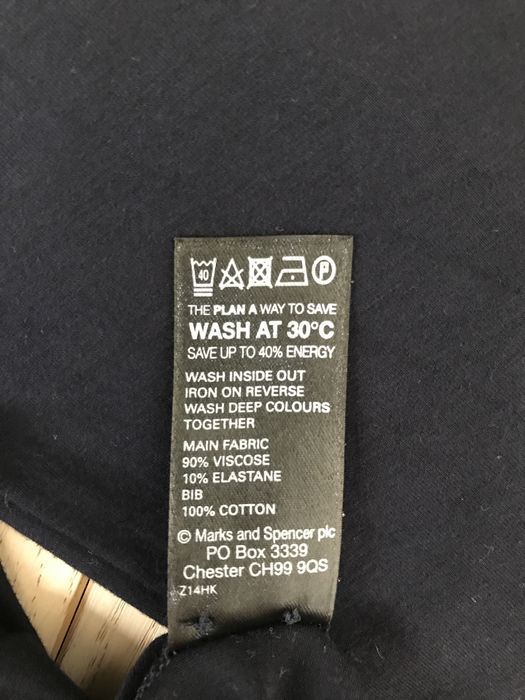 40 P
THE PLAN A WAY TO SAVE
WASH AT 30°C
SAVE UP TO 40% ENERGY
WASH INSIDE OUT
IRON ON REVERSE
WASH DEEP COLOURS
TOGETHER
MAIN FABRIC
90% VISCOSE
10% ELASTANE
BIB
100% COTTON
© Marks and Spencer plc
PO Box 3339
Chester CH99 9QS
Z14HK